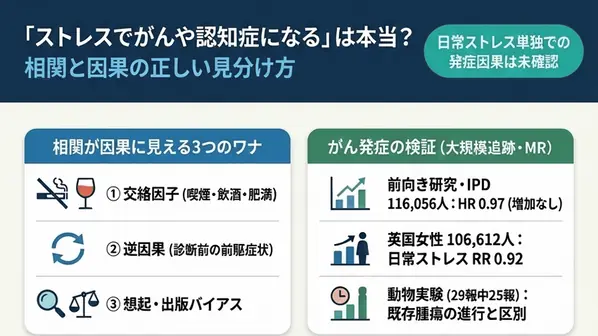 「ストレスでがんや認知症になる」は本当？
相関と因果の正しい見分け方
日常ストレス単独での
発症因果は未確認
相関が因果に見える3つのワナ
① 交絡因子 (喫煙・飲酒・肥満)
② 逆因果 (診断前の前駆症状)
③ 想起・出版バイアス
がん発症の検証 (大規模追跡・MR)
前向き研究・IPD
116,056人：HR 0.97 (増加なし)
英国女性 106,612人：
日常ストレス RR 0.92
動物実験 (29報中25報)：
既存腫瘍の進行と区別